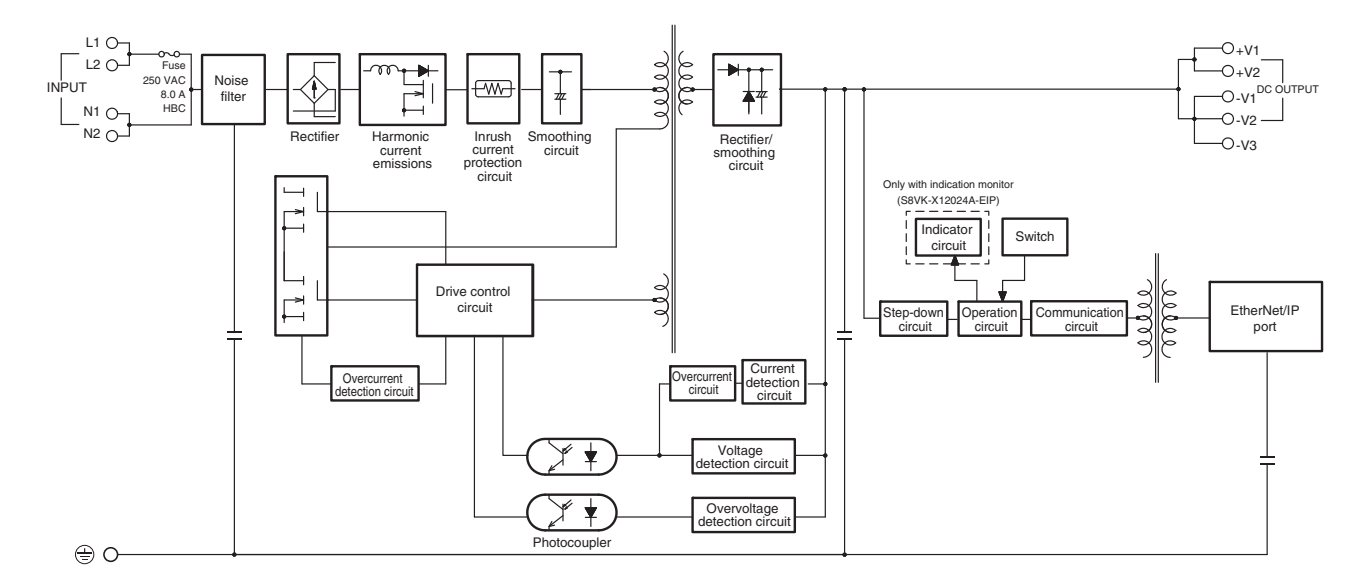 L1
L2
INPUT
N1
N2
Fuse
250 VAC
8.0 A
HBC
Noise
filter
Rectifier
Harmonic
current
emissions
Inrush
current
protection
circuit
Smoothing
circuit
Rectifier/
smoothing
circuit
+V1
+V2
DC OUTPUT
-V1
-V2
-V3
Only with indication monitor
(S8VK-X12024A-EIP)
Indicator
circuit
Switch
Drive control
circuit
Step-down
circuit
Operation
circuit
Communication
circuit
EtherNet/IP
port
Overcurrent
detection circuit
Overcurrent
circuit
Current
detection
circuit
Voltage
detection circuit
Overvoltage
detection circuit
Photocoupler